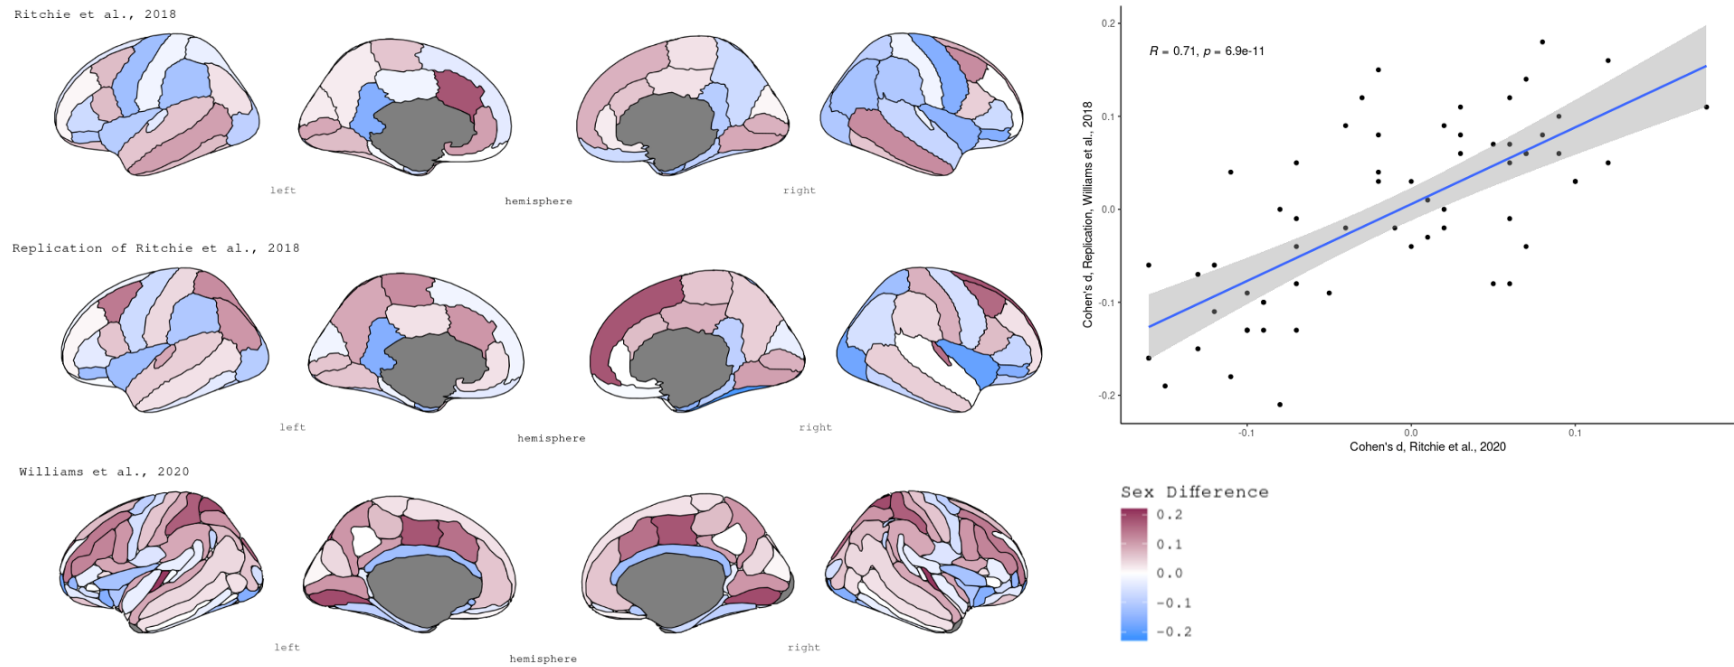 Ritchie et al., 2018
left
right
hemisphere
Replication of Ritchie et al., 2018
left
right
hemisphere
Williams et al., 2020
left
right
hemisphere
R = 0.71, p = 6.9e-11
Cohen's d, Replication, Williams et al., 2018
0.2
0.1
0.0
-0.1
-0.2
-0.1
0.0
0.1
Cohen's d, Ritchie et al., 2020
Sex Difference
0.2
0.1
0.0
-0.1
-0.2